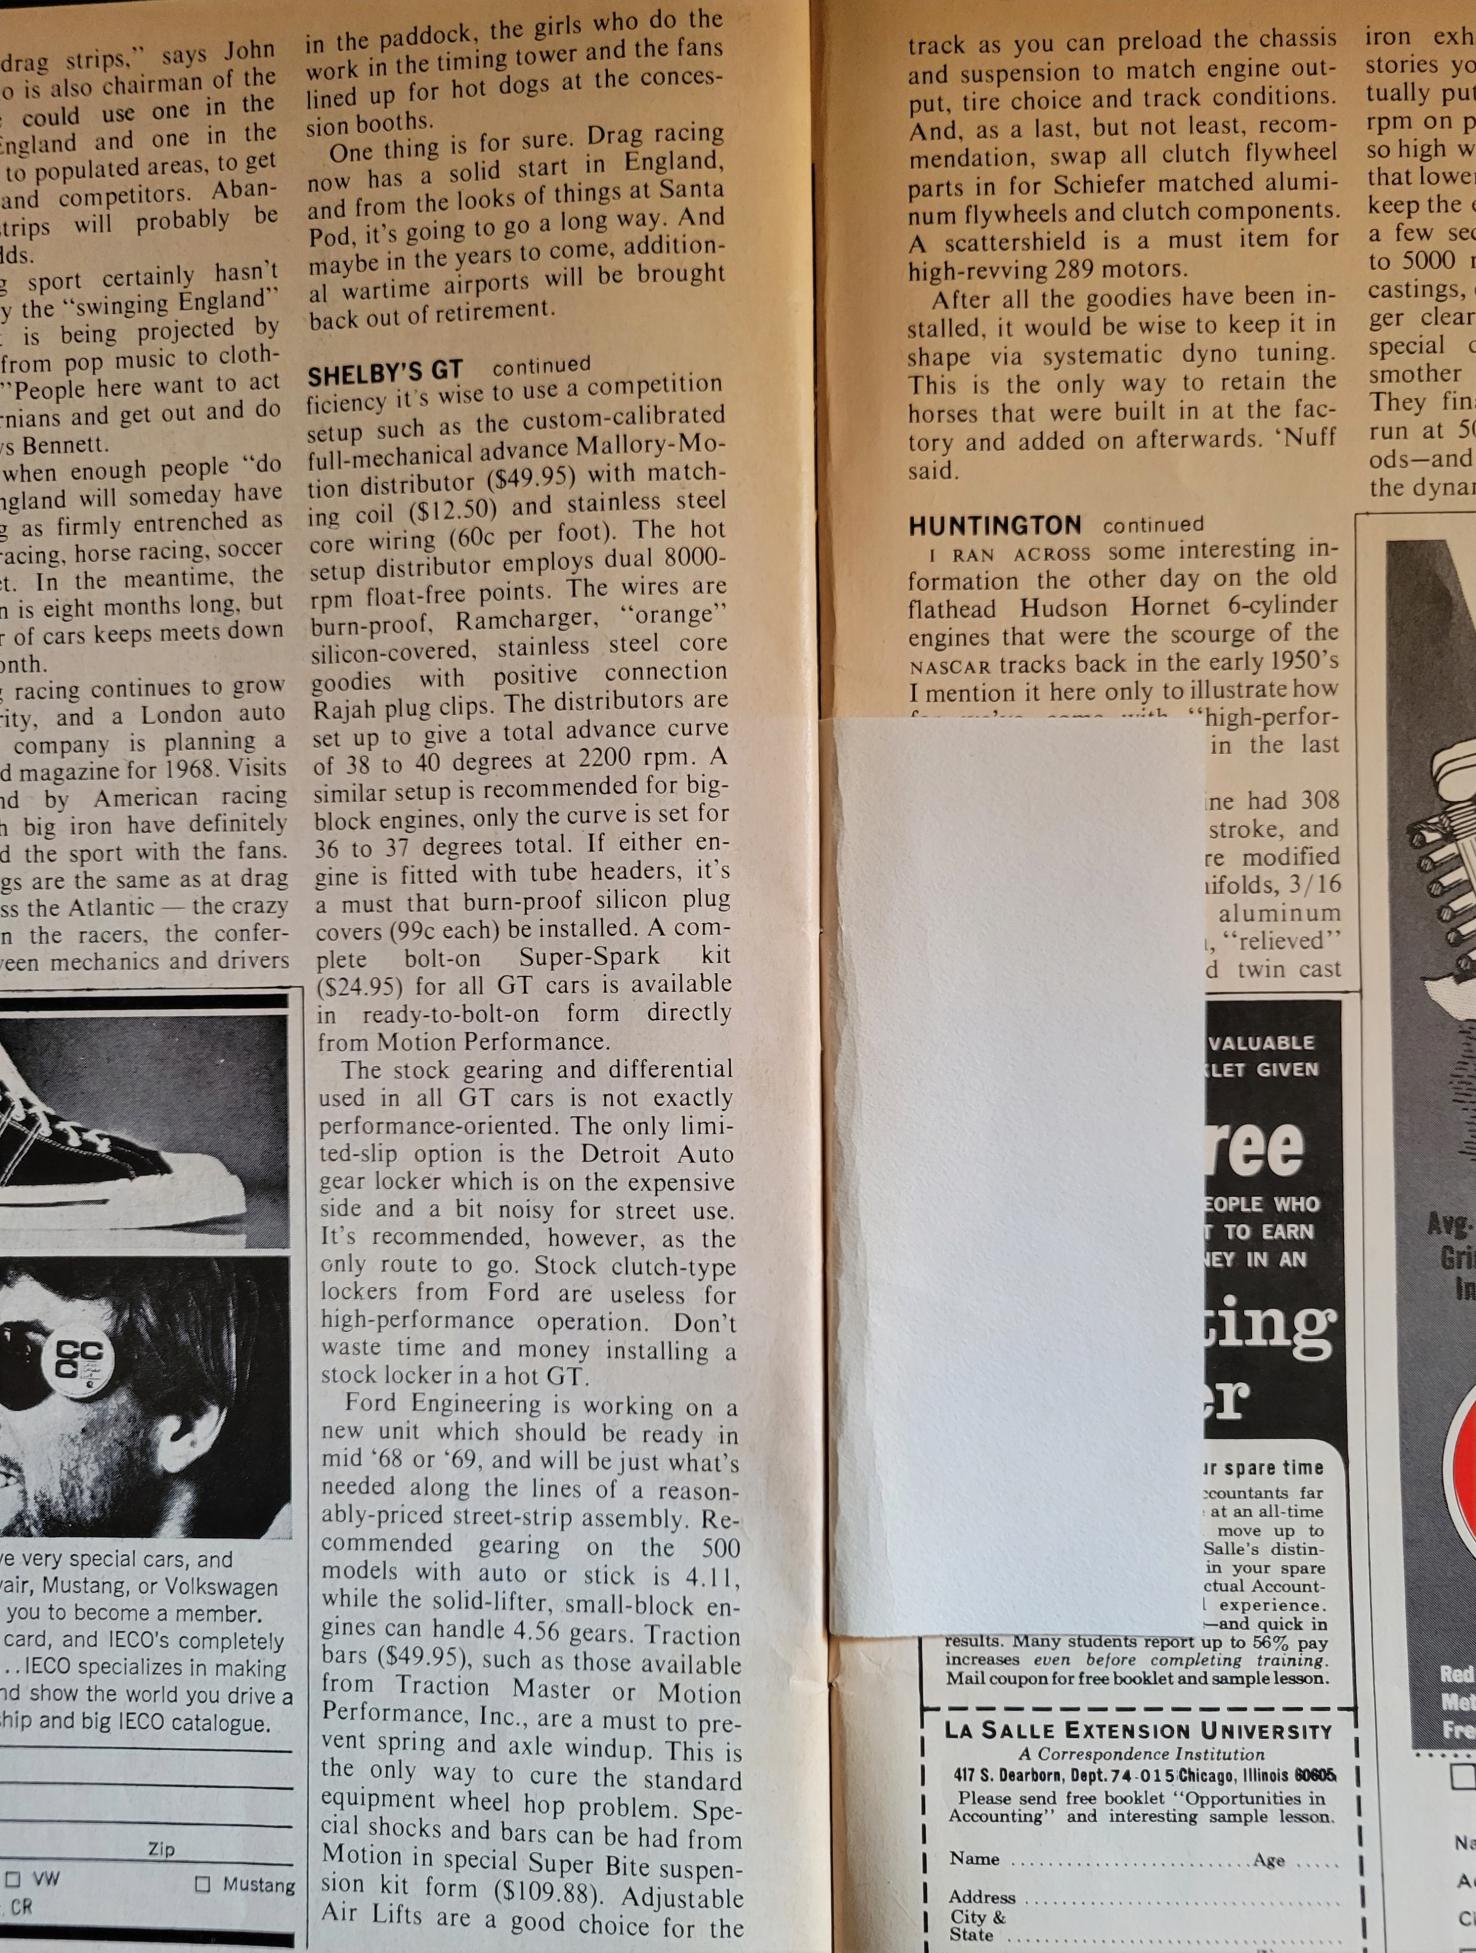 drag strips," says John
o is also chairman of the
could use one in the
England and one in the
to populated areas, to get
and competitors. Aban-
strips will probably be
sport certainly hasn't
the "swinging England"
is being projected by
from pop music to cloth-
"People here want to act
and get out and do
Bennett.
when enough people "do
England will someday have
as firmly entrenched as
racing, horse racing, soccer
In the meantime, the
is eight months long, but
of cars keeps meets down
racing continues to grow
and a London auto
company is planning a
magazine for 1968. Visits
by American racing
big iron have definitely
the sport with the fans.
are the same as at drag
the Atlantic — the crazy
the racers, the confer-
mechanics and drivers
CC
C
very special cars, and
Mustang, or Volkswagen
you to become a member.
card, and IECO's completely
...IECO specializes in making
show the world you drive a
and big IECO catalogue.
Zip
☐ VW ☐ Mustang
CR
in the paddock, the girls who do the
work in the timing tower and the fans
lined up for hot dogs at the conces-
sion booths.
One thing is for sure. Drag racing
now has a solid start in England,
and from the looks of things at Santa
Pod, it's going to go a long way. And
maybe in the years to come, addition-
al wartime airports will be brought
back out of retirement.
SHELBY'S GT continued
ficiency it's wise to use a competition
setup such as the custom-calibrated
full-mechanical advance Mallory-Mo-
tion distributor ($49.95) with match-
ing coil ($12.50) and stainless steel
core wiring (60c per foot). The hot
setup distributor employs dual 8000-
rpm float-free points. The wires are
burn-proof, Ramcharger, "orange"
silicon-covered, stainless steel core
goodies with positive connection
Rajah plug clips. The distributors are
set up to give a total advance curve
of 38 to 40 degrees at 2200 rpm. A
similar setup is recommended for big-
block engines, only the curve is set for
36 to 37 degrees total. If either en-
gine is fitted with tube headers, it's
a must that burn-proof silicon plug
covers (99c each) be installed. A com-
plete bolt-on Super-Spark kit
($24.95) for all GT cars is available
in ready-to-bolt-on form directly
from Motion Performance.
The stock gearing and differential
used in all GT cars is not exactly
performance-oriented. The only limi-
ted-slip option is the Detroit Auto
gear locker which is on the expensive
side and a bit noisy for street use.
It's recommended, however, as the
only route to go. Stock clutch-type
lockers from Ford are useless for
high-performance operation. Don't
waste time and money installing a
stock locker in a hot GT.
Ford Engineering is working on a
new unit which should be ready in
mid '68 or '69, and will be just what's
needed along the lines of a reason-
ably-priced street-strip assembly. Re-
commended gearing on the 500
models with auto or stick is 4.11,
while the solid-lifter, small-block en-
gines can handle 4.56 gears. Traction
bars ($49.95), such as those available
from Traction Master or Motion
Performance, Inc., are a must to pre-
vent spring and axle windup. This is
the only way to cure the standard
equipment wheel hop problem. Spe-
cial shocks and bars can be had from
Motion in special Super Bite suspen-
sion kit form ($109.88). Adjustable
Air Lifts are a good choice for the
track as you can preload the chassis
and suspension to match engine out-
put, tire choice and track conditions.
And, as a last, but not least, recom-
mendation, swap all clutch flywheel
parts in for Schiefer matched alumi-
num flywheels and clutch components.
A scattershield is a must item for
high-revving 289 motors.
After all the goodies have been in-
stalled, it would be wise to keep it in
shape via systematic dyno tuning.
This is the only way to retain the
horses that were built in at the fac-
tory and added on afterwards. 'Nuff
said.
HUNTINGTON continued
I RAN ACROSS some interesting in-
formation the other day on the old
flathead Hudson Hornet 6-cylinder
engines that were the scourge of the
NASCAR tracks back in the early 1950's
I mention it here only to illustrate how
"high-perfor-
in the last
had 308
stroke, and
modified
3/16
aluminum
"relieved"
twin cast
VALUABLE
GIVEN
WHO
TO EARN
IN AN
spare time
far
at an all-time
move up to
Salle's distin-
in your spare
Account-
experience.
—and quick in
results. Many students report up to 56% pay
increases even before completing training.
Mail coupon for free booklet and sample lesson.
LA SALLE EXTENSION UNIVERSITY
A Correspondence Institution
417 S. Dearborn, Dept. 74-015 Chicago, Illinois 60605
Please send free booklet "Opportunities in
Accounting" and interesting sample lesson.
Name ........ Age .....
Address ........
City &
State ........
iron
stories
rpm on
so high
that
keep the
a few
to 5000
castings,
special
smother
They
run at
ods—and
the
Avg.
In
Red